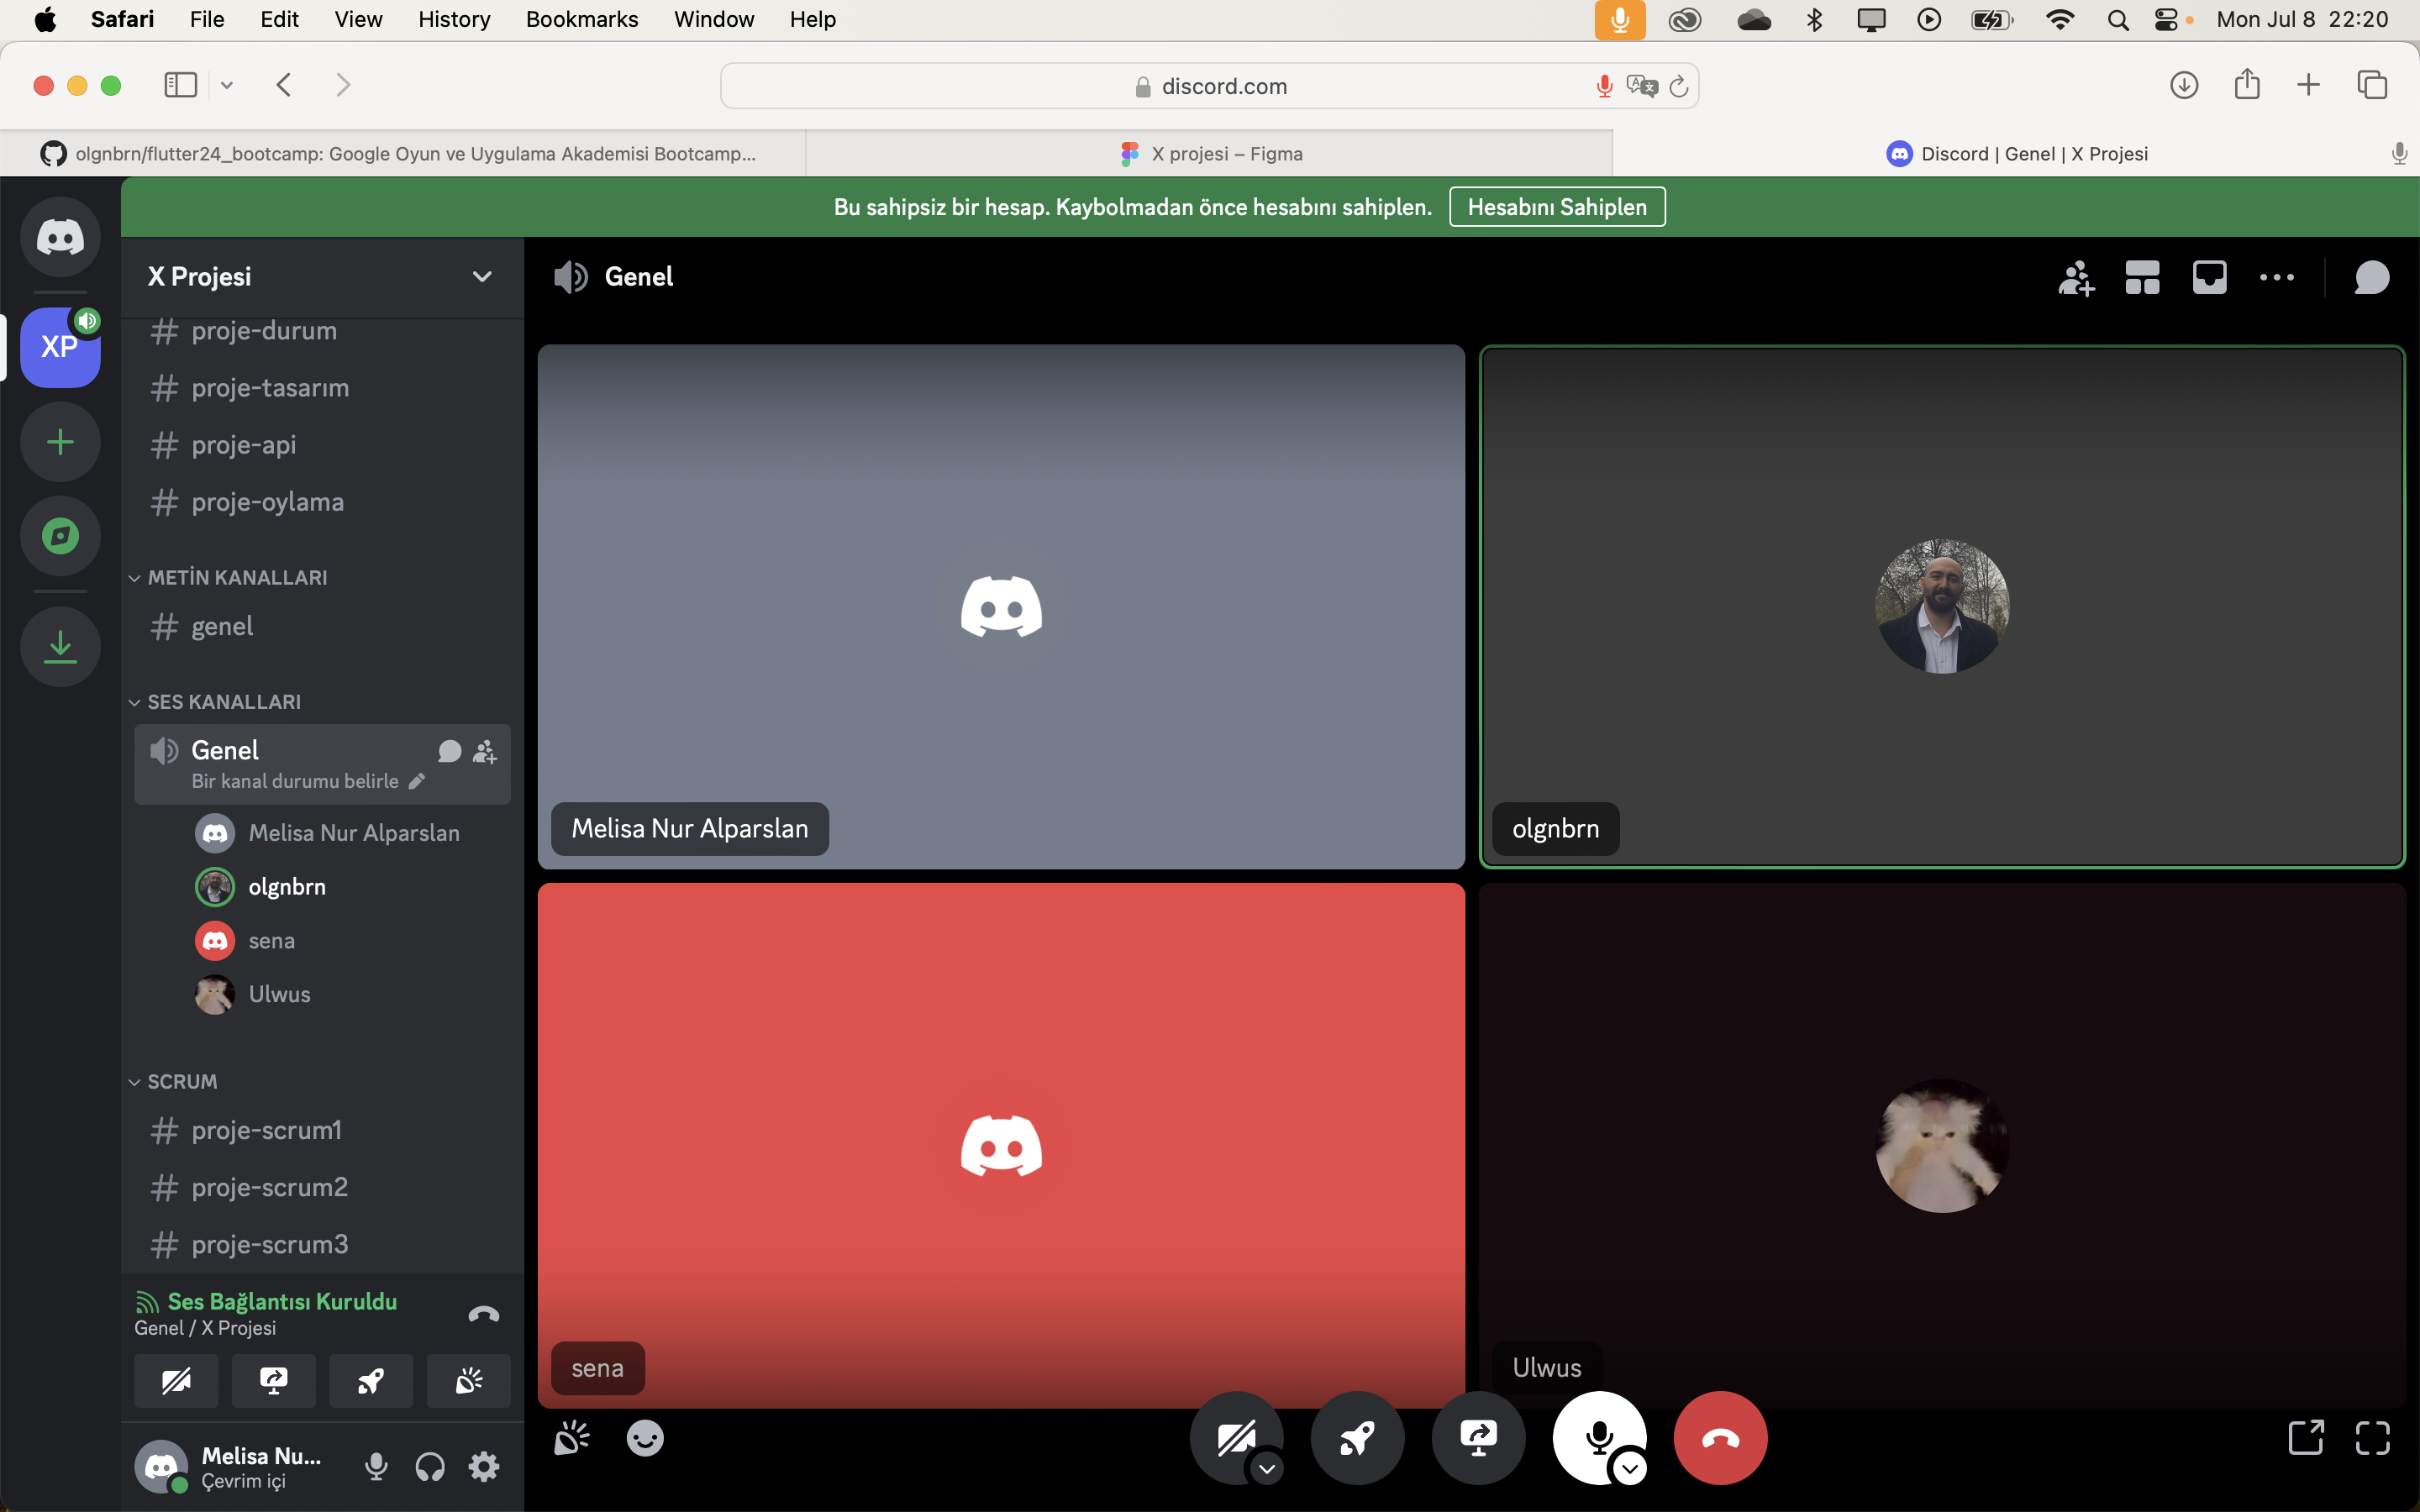 Safari File Edit View History Bookmarks Window Help Mon Jul 8 22:20
discord.com
olgnbrn/flutter24_bootcamp: Google Oyun ve Uygulama Akademisi Bootcamp... X projesi – Figma Discord | Genel | X Projesi
Bu sahipsiz bir hesap. Kaybolmadan önce hesabını sahiplen. Hesabını Sahiplen
XP
X Projesi
# proje-durum
# proje-tasarım
# proje-api
# proje-oylama
METİN KANALLARI
# genel
SES KANALLARI
Genel
Bir kanal durumu belirle
Melisa Nur Alparslan
olgnbrn
sena
Ulwus
SCRUM
# proje-scrum1
# proje-scrum2
# proje-scrum3
Ses Bağlantısı Kuruldu
Genel / X Projesi
Melisa Nu...
Çevrim içi
Genel
Melisa Nur Alparslan
olgnbrn
sena
Ulwus